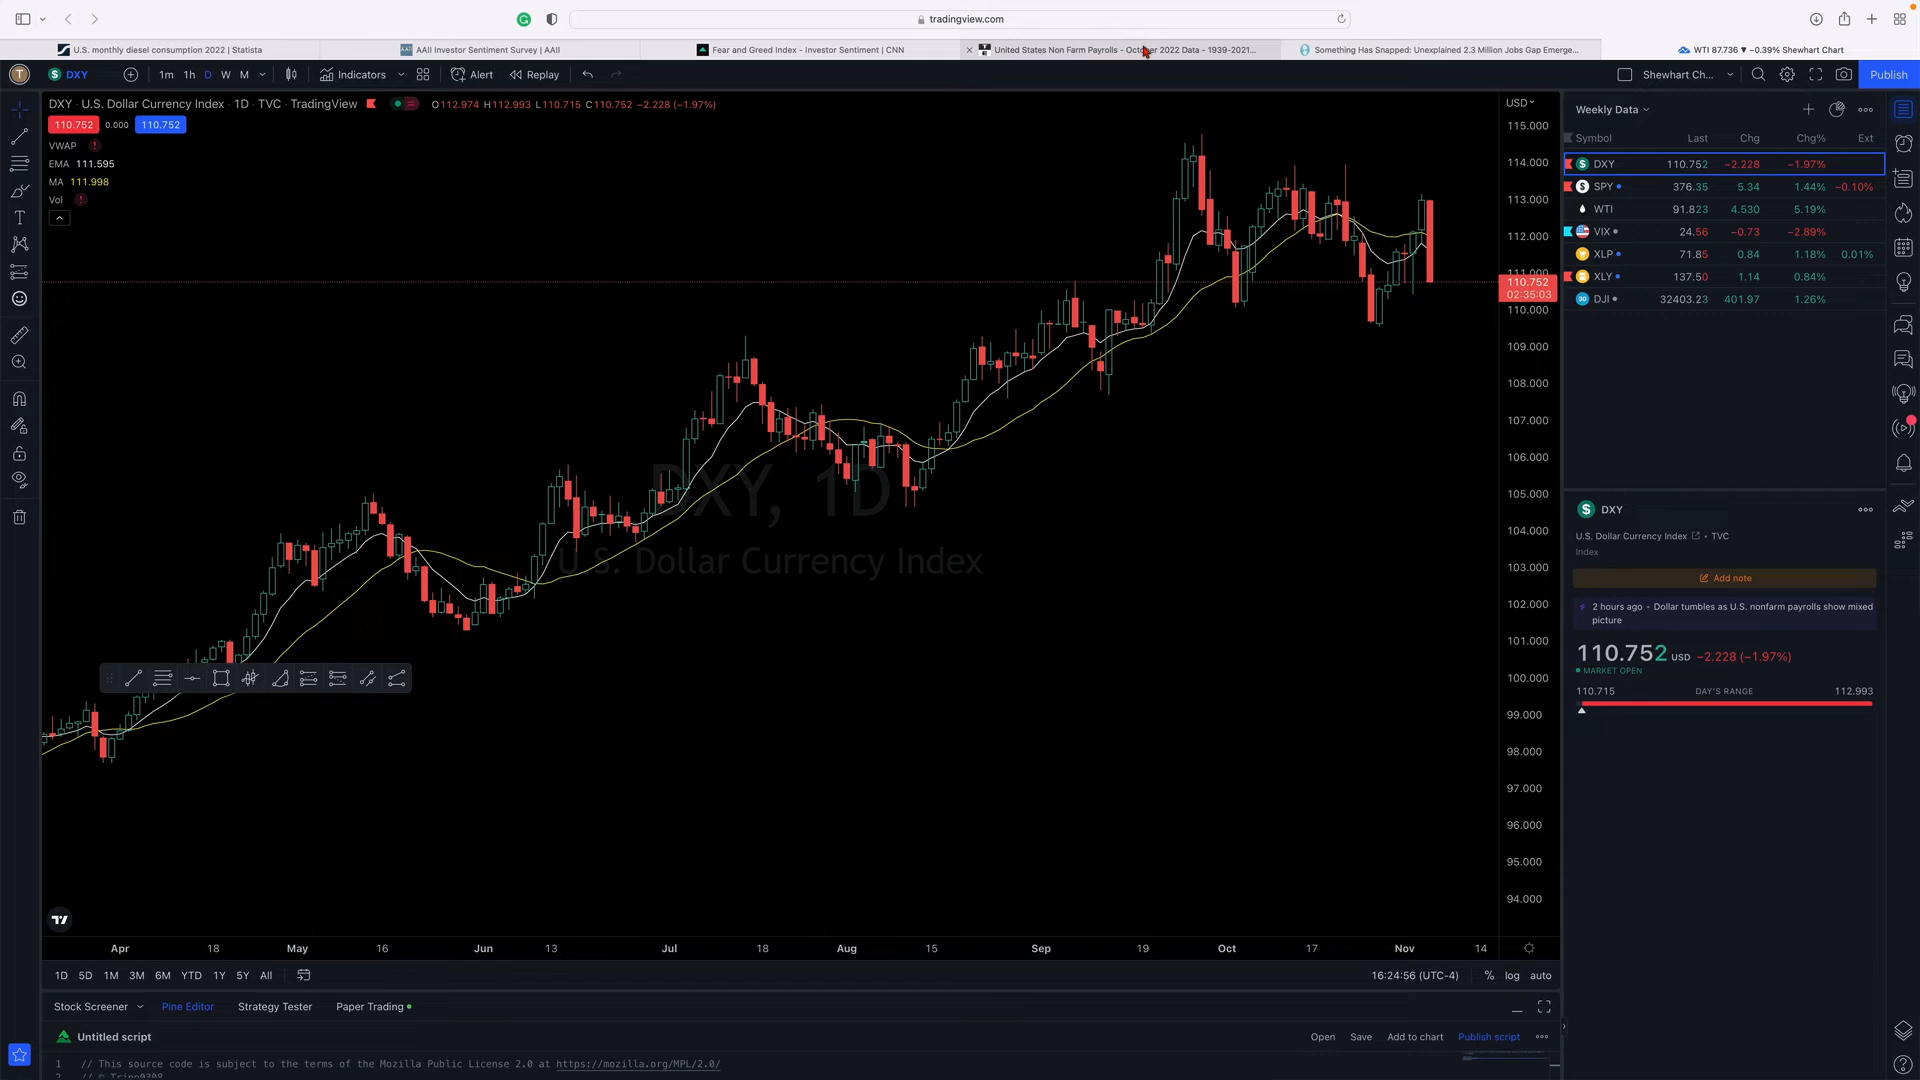 tradingview.com
U.S. monthly diesel consumption 2022 | Statista
AAII Investor Sentiment Survey | AAII
Fear and Greed Index - Investor Sentiment | CNN
United States Non Farm Payrolls - October 2022 Data - 1939-2021...
Something Has Snapped: Unexplained 2.3 Million Jobs Gap Emerge...
WTI 87.736 ▼ −0.39% Shewhart Chart
T
DXY
1m 1h D W M
Indicators
Alert
Replay
Shewhart Ch...
Publish
DXY · U.S. Dollar Currency Index · 1D · TVC TradingView
O112.974 H112.993 L110.715 C110.752 −2.228 (−1.97%)
110.752 0.000 110.752
VWAP
EMA 111.595
MA 111.998
Vol
USD
115.000
114.000
113.000
112.000
111.000
110.752
02:35:03
110.000
109.000
108.000
107.000
106.000
105.000
104.000
103.000
102.000
101.000
100.000
99.000
98.000
97.000
96.000
95.000
94.000
DXY, 1D
U.S. Dollar Currency Index
Apr 18 May 16 Jun 13 Jul 18 Aug 15 Sep 19 Oct 17 Nov 14
1D 5D 1M 3M 6M YTD 1Y 5Y All
16:24:56 (UTC-4) % log auto
Stock Screener Pine Editor Strategy Tester Paper Trading
Untitled script
Open Save Add to chart Publish script
1 // This source code is subject to the terms of the Mozilla Public License 2.0 at https://mozilla.org/MPL/2.0/
2 // © Tripp0308
Weekly Data
Symbol Last Chg Chg% Ext
DXY 110.752 −2.228 −1.97%
SPY 376.35 5.34 1.44% −0.10%
WTI 91.823 4.530 5.19%
VIX 24.56 −0.73 −2.89%
XLP 71.85 0.84 1.18% 0.01%
XLY 137.50 1.14 0.84%
DJI 32403.23 401.97 1.26%
DXY
U.S. Dollar Currency Index • TVC
Index
Add note
2 hours ago - Dollar tumbles as U.S. nonfarm payrolls show mixed
picture
110.752 USD −2.228 (−1.97%)
MARKET OPEN
110.715 DAY'S RANGE 112.993